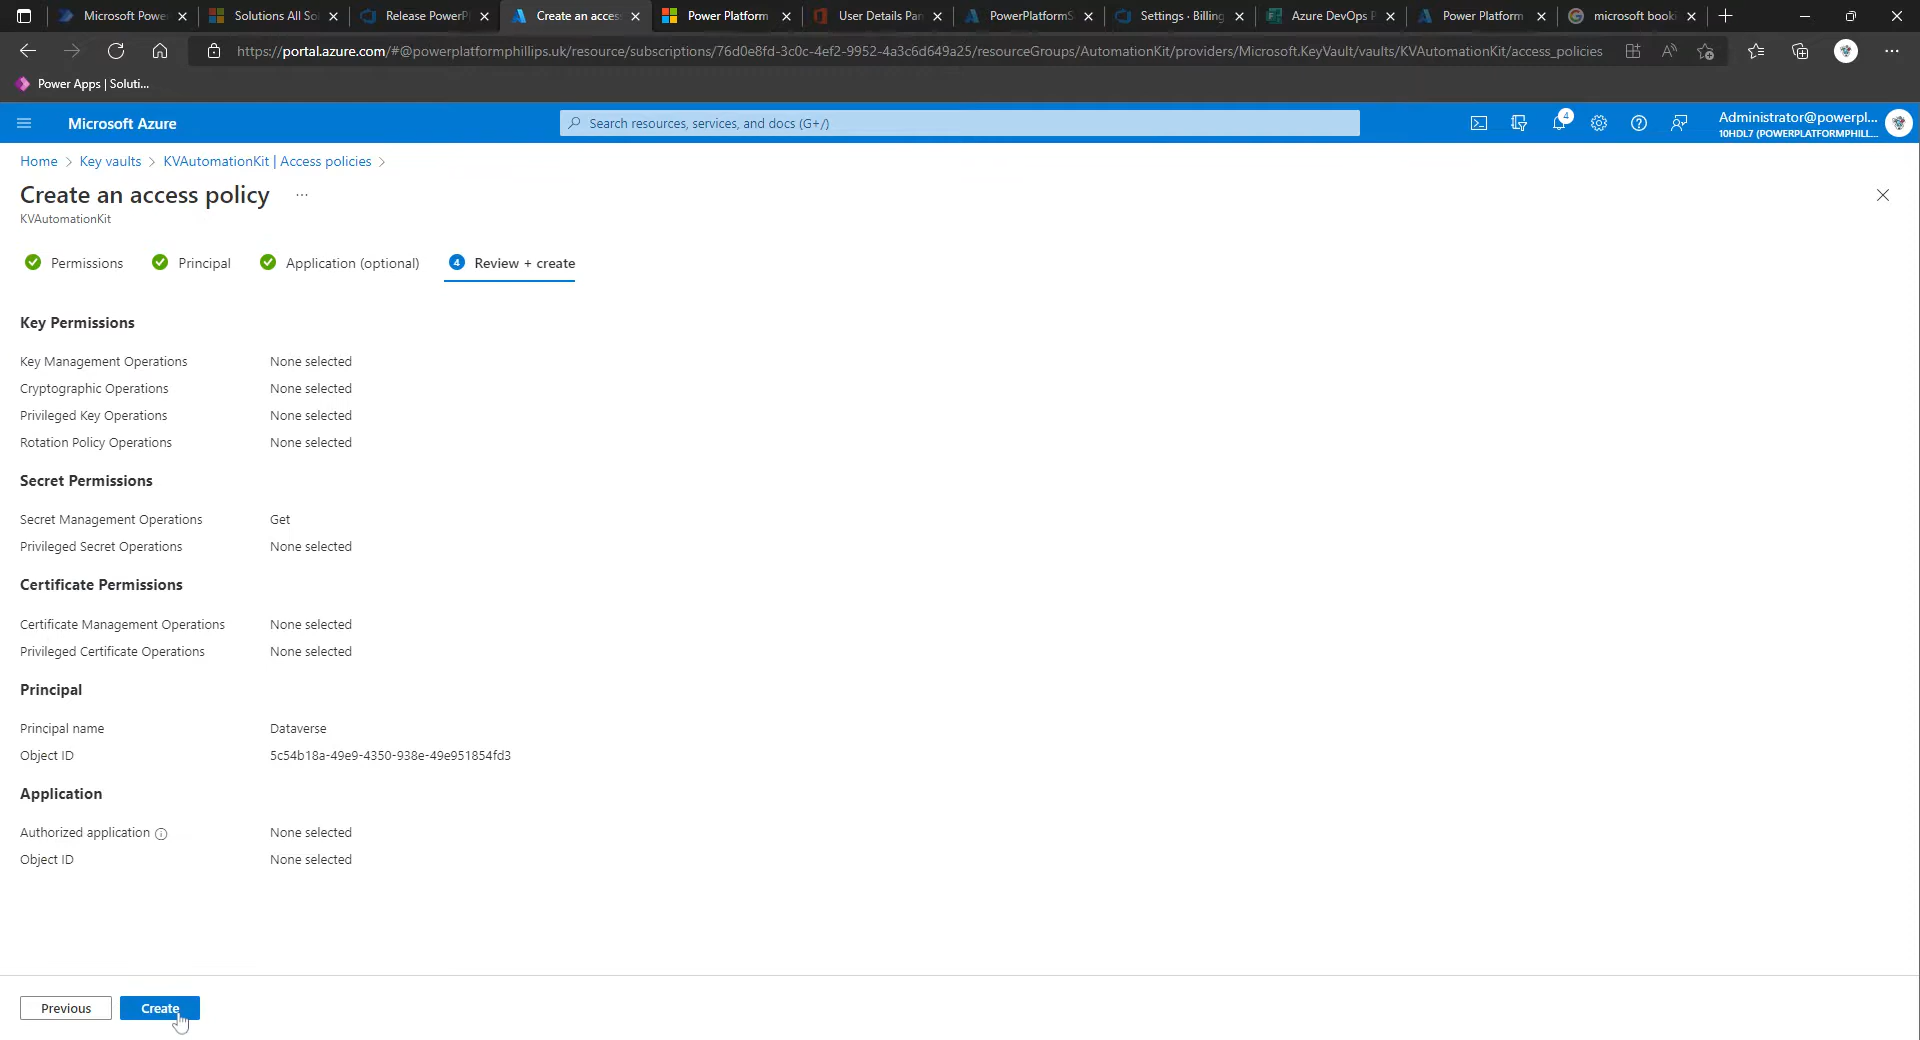 Microsoft Power
Solutions All So
Release PowerP
Create an acces
Power Platform
User Details Pa
PowerPlatformS
Settings · Billing
Azure DevOps P
Power Platform
microsoft booki
https://portal.azure.com/#@powerplatformphillips.uk/resource/subscriptions/76d0e8fd-3c0c-4ef2-9952-4a3c6d649a25/resourceGroups/AutomationKit/providers/Microsoft.KeyVault/vaults/KVAutomationKit/access_policies
Power Apps | Soluti...
Microsoft Azure
Search resources, services, and docs (G+/)
4
Administrator@powerpl...
10HDL7 (POWERPLATFORMPHILL...
Home > Key vaults > KVAutomationKit | Access policies >
Create an access policy ...
KVAutomationKit
Permissions
Principal
Application (optional)
4 Review + create
Key Permissions
Key Management Operations None selected
Cryptographic Operations None selected
Privileged Key Operations None selected
Rotation Policy Operations None selected
Secret Permissions
Secret Management Operations Get
Privileged Secret Operations None selected
Certificate Permissions
Certificate Management Operations None selected
Privileged Certificate Operations None selected
Principal
Principal name Dataverse
Object ID 5c54b18a-49e9-4350-938e-49e951854fd3
Application
Authorized application None selected
Object ID None selected
Previous
Create